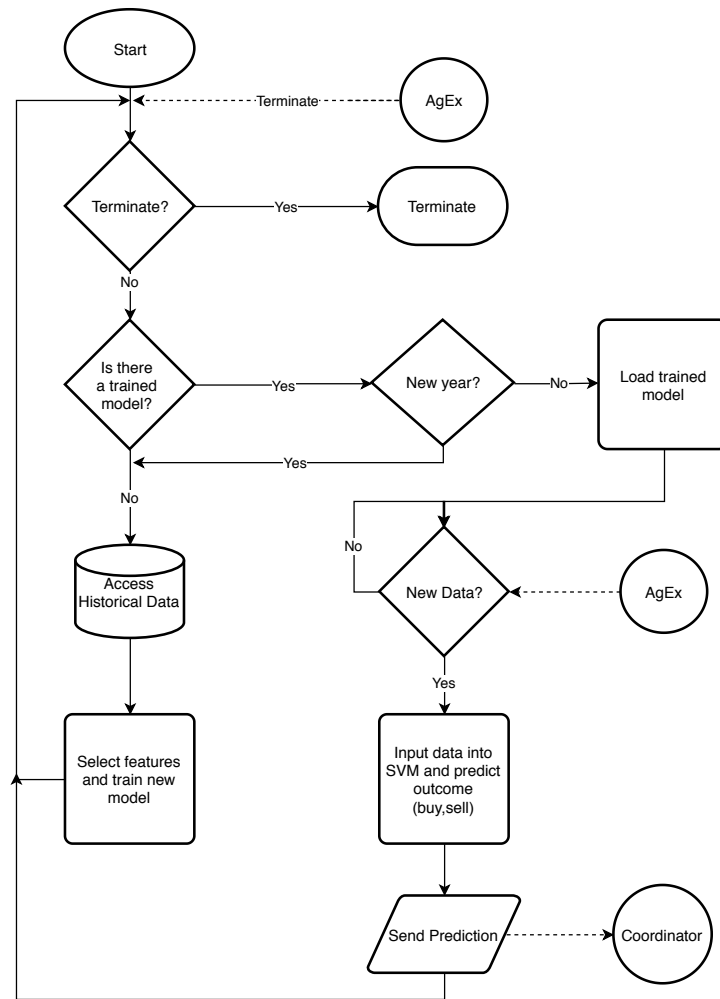 Start
Terminate
AgEx
Terminate?
Yes
Terminate
No
Is there
a trained
model?
Yes
New year?
No
Load trained
model
Yes
No
No
Access
Historical Data
New Data?
AgEx
Yes
Select features
and train new
model
Input data into
SVM and predict
outcome
(buy,sell)
Send Prediction
Coordinator